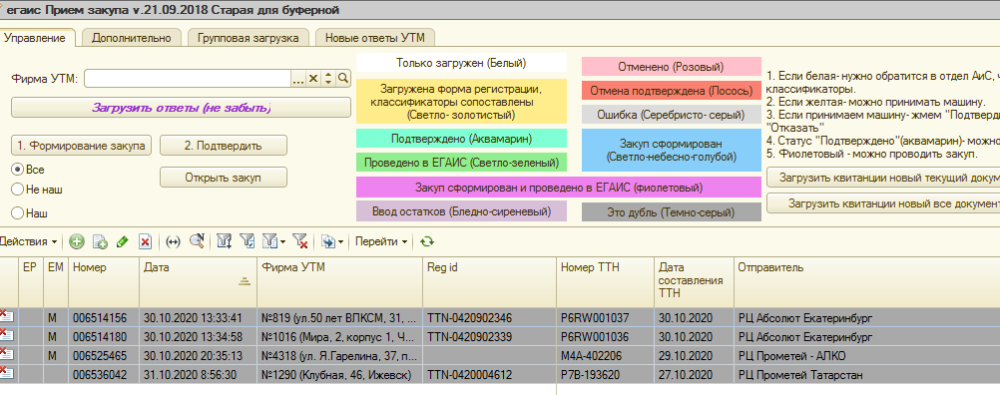 егаис Прием закупа v.21.09.2018 Старая для буферной
Управление Дополнительно Групповая загрузка Новые ответы УТМ
Фирма УТМ:
Загрузить ответы (не забыть)
1. Формирование закупа 2. Подтвердить
Все
Не наш
Наш
Открыть закуп
Только загружен (Белый)
Загружена форма регистрации,
классификаторы сопоставлены
(Светло- золотистый)
Подтверждено (Аквамарин)
Проведено в ЕГАИС (Светло-зеленый)
Закуп сформирован и проведено в ЕГАИС (фиолетовый)
Ввод остатков (Бледно-сиреневый)
Отменено (Розовый)
Отмена подтверждена (Лосось)
Ошибка (Серебристо- серый)
Закуп сформирован
(Светло-небесно-голубой)
Это дубль (Темно-серый)
1. Если белая- нужно обратится в отдел АиС, ч
классификаторы.
2. Если желтая- можно принимать машину.
3. Если принимаем машину- жмем "Подтверди
"Отказать"
4. Статус "Подтверждено"(аквамарин)- можно
5. Фиолетовый - можно проводить закуп.
Загрузить квитанции новый текущий докум
Загрузить квитанции новый все документ
Действия Перейти
ЕР ЕМ Номер Дата Фирма УТМ Reg id Номер ТТН Дата составления ТТН Отправитель
М 006514156 30.10.2020 13:33:41 №819 (ул.50 лет ВЛКСМ, 31, ... TTN-0420902346 P6RW001037 30.10.2020 РЦ Абсолют Екатеринбург
М 006514180 30.10.2020 13:34:58 №1016 (Мира, 2, корпус 1, Ч... TTN-0420902339 P6RW001036 30.10.2020 РЦ Абсолют Екатеринбург
М 006525465 30.10.2020 20:35:13 №4318 (ул. Я.Гарелина, 37, п... М4А-402206 29.10.2020 РЦ Прометей - АЛКО
006536042 31.10.2020 8:56:30 №1290 (Клубная, 46, Ижевск) TTN-0420004612 Р7В-193620 27.10.2020 РЦ Прометей Татарстан